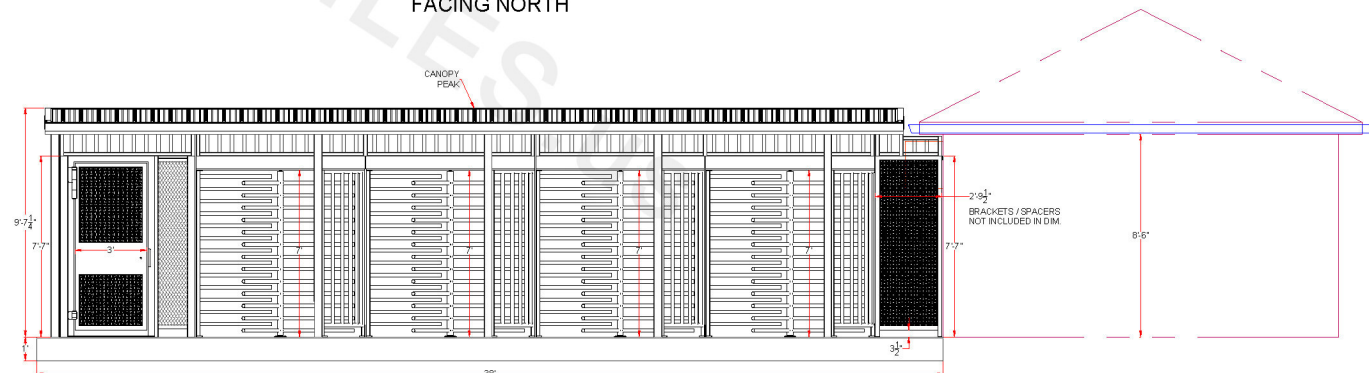 FACING NORTH
CANOPY
PEAK
9'-7 1/4"
7'-7"
3'
7'
7'
7'
7'
2'-9 1/2"
BRACKETS / SPACERS
NOT INCLUDED IN DIM.
7'-7"
8'-6"
3 1/2"
1'